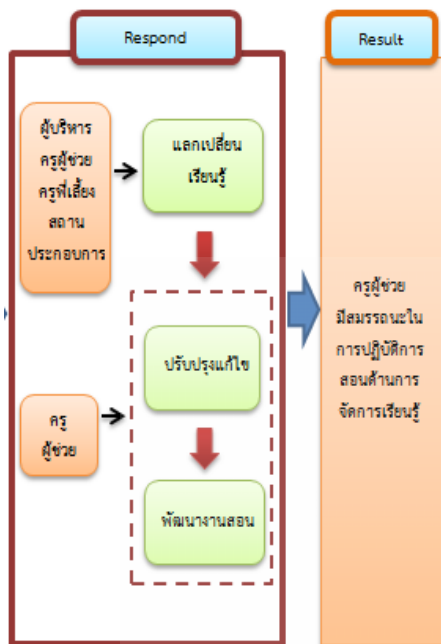 Respond
ผู้บริหาร
ครูผู้ช่วย
ครูพี่เลี้ยง
สถาน
ประกอบการ
แลกเปลี่ยน
เรียนรู้
ปรับปรุงแก้ไข
ครู
ผู้ช่วย
พัฒนางานสอน
Result
ครูผู้ช่วย
มีสมรรถนะใน
การปฏิบัติการ
สอนด้านการ
จัดการเรียนรู้